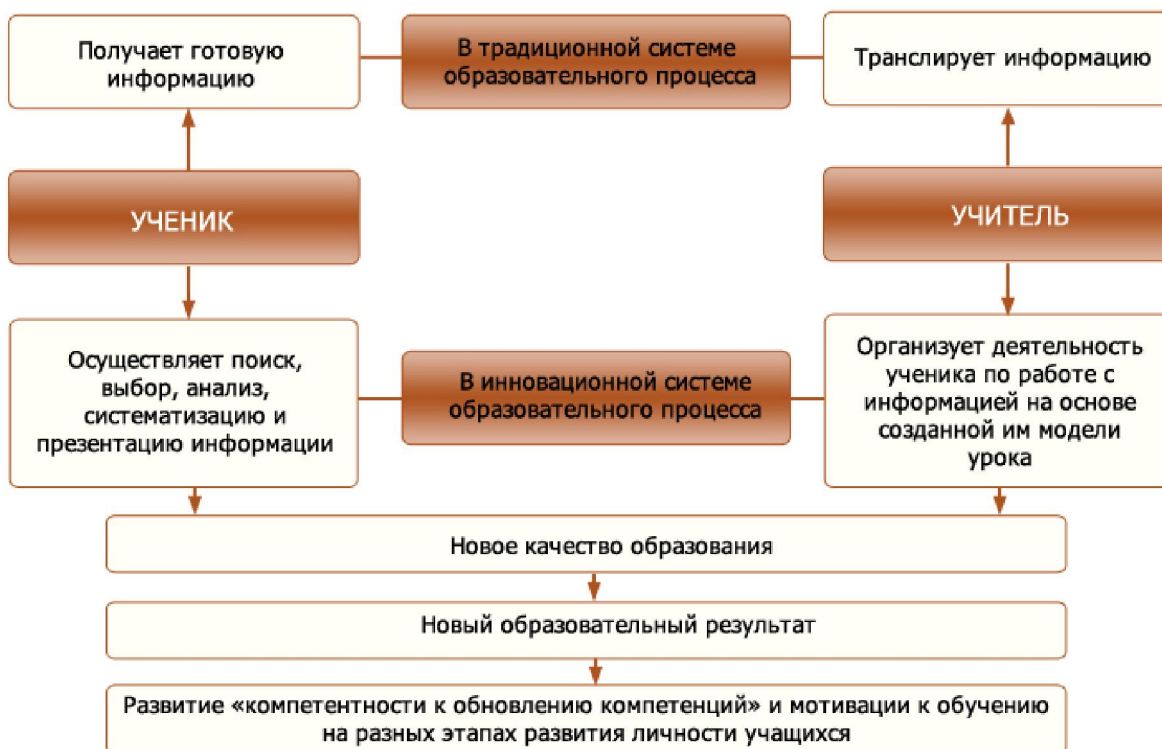 Получает готовую
информацию
В традиционной системе
образовательного процесса
Транслирует информацию
УЧЕНИК
УЧИТЕЛЬ
Осуществляет поиск,
выбор, анализ,
систематизацию и
презентацию информации
В инновационной системе
образовательного процесса
Организует деятельность
ученика по работе с
информацией на основе
созданной им модели
урока
Новое качество образования
Новый образовательный результат
Развитие «компетентности к обновлению компетенций» и мотивации к обучению
на разных этапах развития личности учащихся